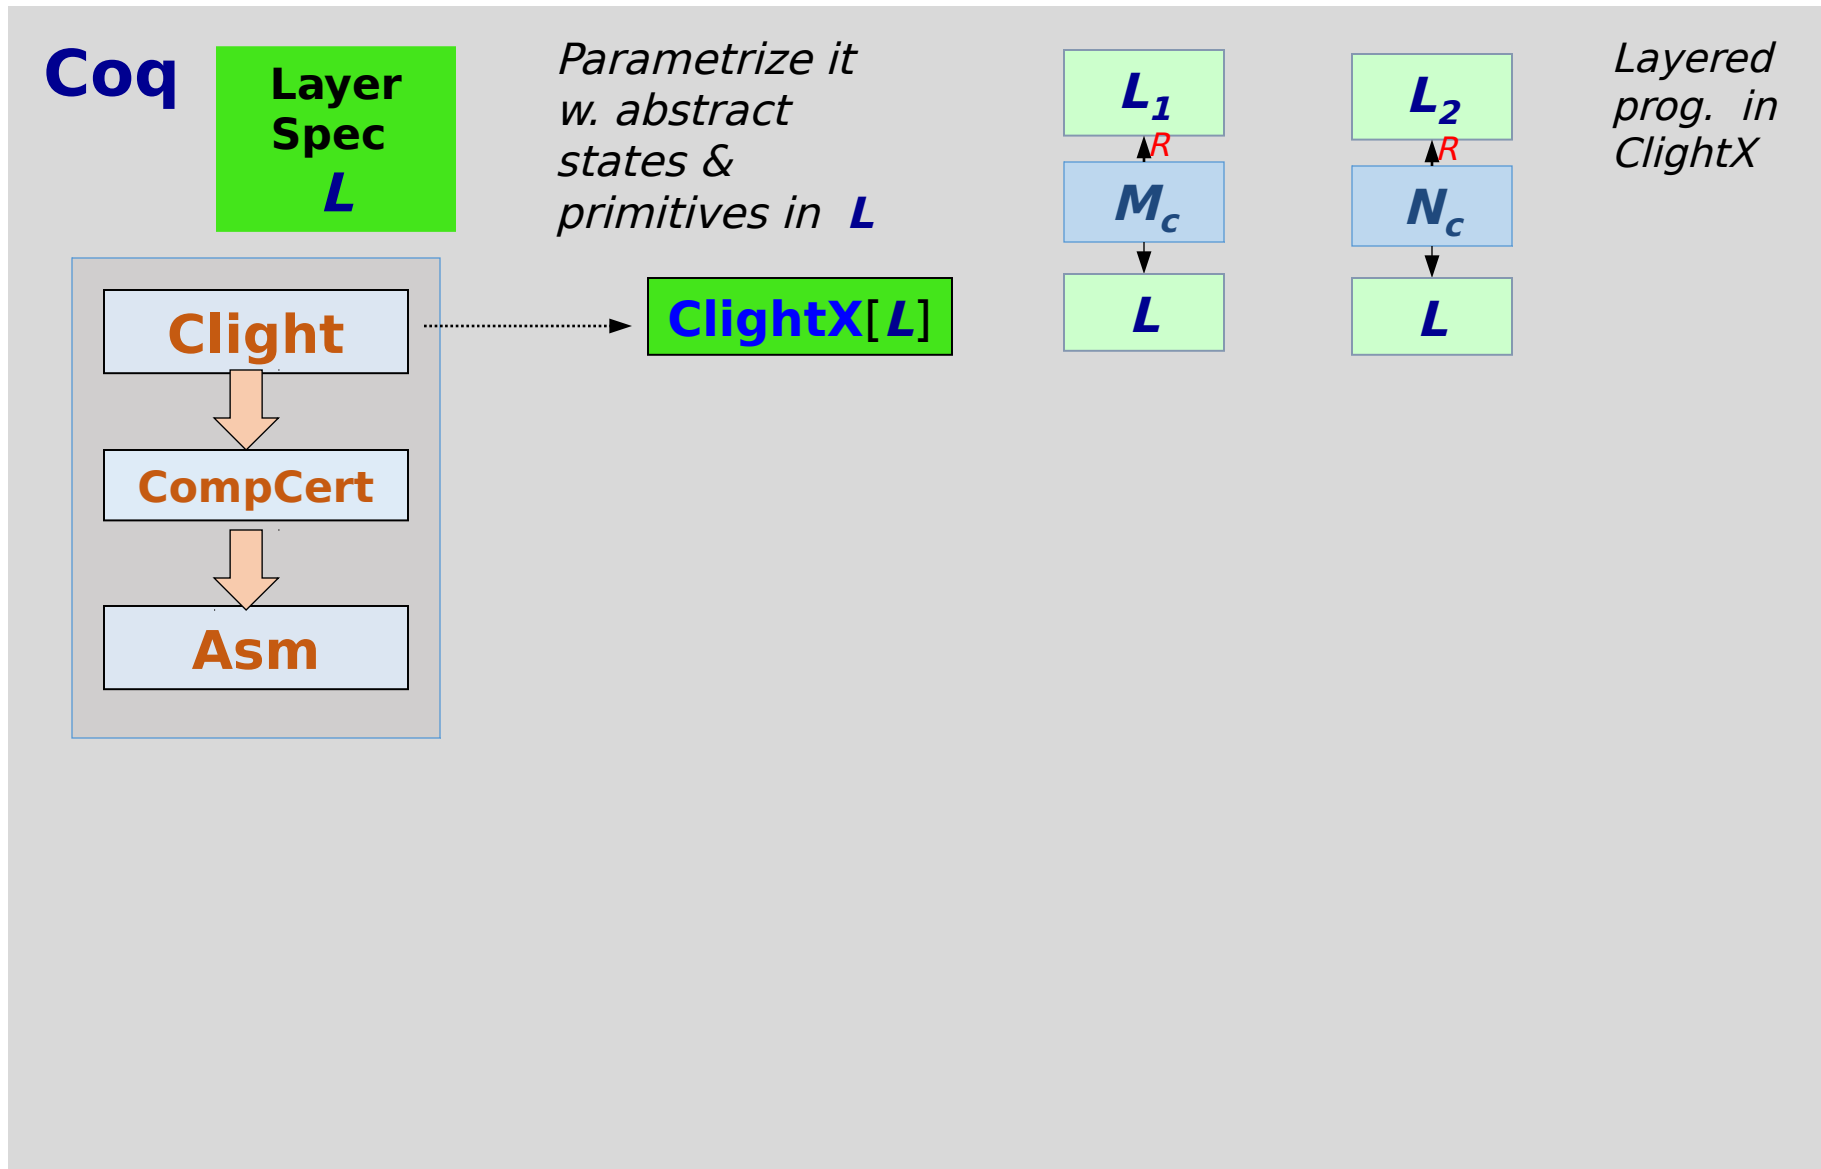 Coq
Layer
Spec
L
Parametrize it
w. abstract
states &
primitives in L
L1
R
Mc
L
L2
R
Nc
L
Layered
prog. in
ClightX
Clight
ClightX[L]
CompCert
Asm